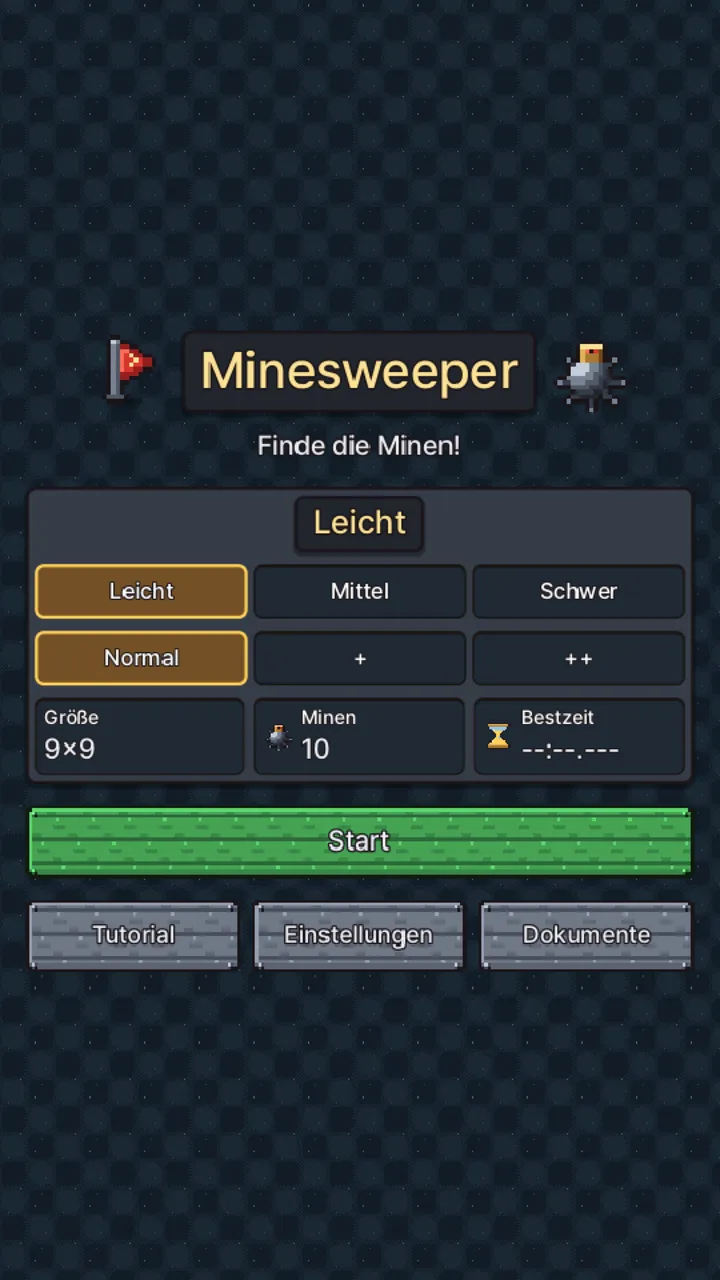 Minesweeper
Finde die Minen!
Leicht
Leicht Mittel Schwer
Normal + ++
Größe Minen Bestzeit
9×9 10 --:--.---
Start
Tutorial Einstellungen Dokumente